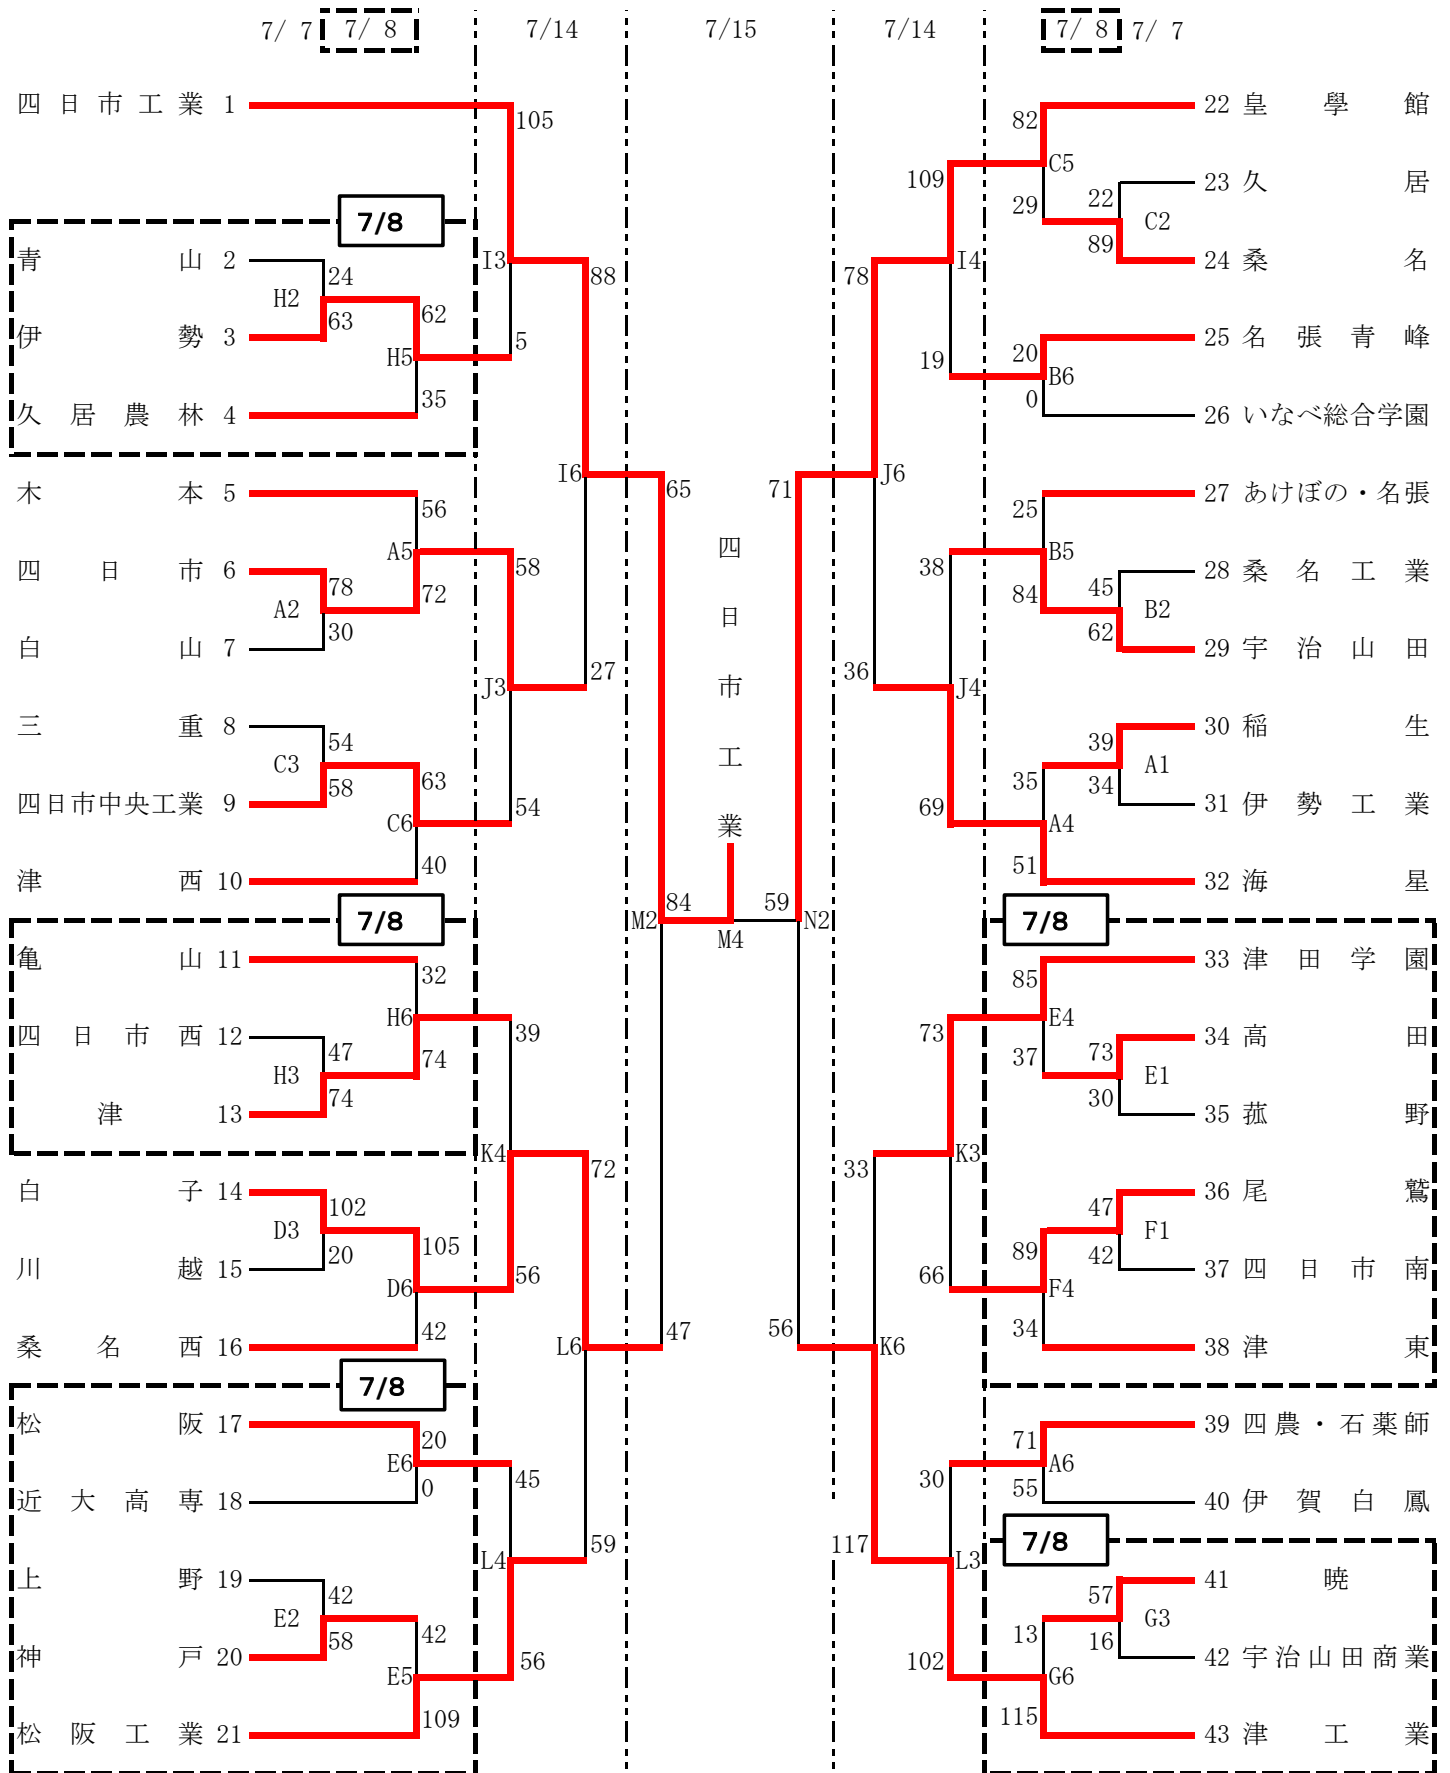 7/ 7 7/ 8 7/14 7/15 7/14 7/ 8 7/ 7
四日市工業 1
105
7/8
青山 2
24
H2
伊勢 3
63
62
H5
久居農林 4
35
I3
5
88
木本 5
56
A5
四日市 6
78
A2
72
白山 7
30
58
J3
三重 8
54
C3
四日市中央工業 9
58
63
C6
津西 10
40
54
I6
27
65
7/8
亀山 11
32
H6
四日市西 12
47
H3
74
津 13
74
39
K4
白子 14
102
D3
川越 15
20
105
D6
桑名西 16
42
56
72
7/8
松阪 17
20
E6
近大高専 18
0
45
L4
上野 19
42
E2
神戸 20
58
42
E5
松阪工業 21
109
56
L6
59
47
M2
84
四日市工業
M4
59
N2
71
56
82
22 皇學館
C5
109
23 久居
22
C2
29
89
24 桑名
I4
78
25 名張青峰
20
B6
19
0
26 いなべ総合学園
J6
27 あけぼの・名張
25
B5
38
28 桑名工業
45
B2
84
62
29 宇治山田
J4
36
30 稲生
39
A1
35
34
31 伊勢工業
69
A4
51
32 海星
7/8
33 津田学園
85
E4
73
34 高田
73
E1
37
30
35 菰野
K3
33
36 尾鷲
47
F1
89
42
37 四日市南
66
F4
34
38 津東
K6
39 四農・石薬師
71
A6
30
55
40 伊賀白鳳
7/8
117
L3
41 暁
57
G3
13
16
42 宇治山田商業
102
G6
115
43 津工業